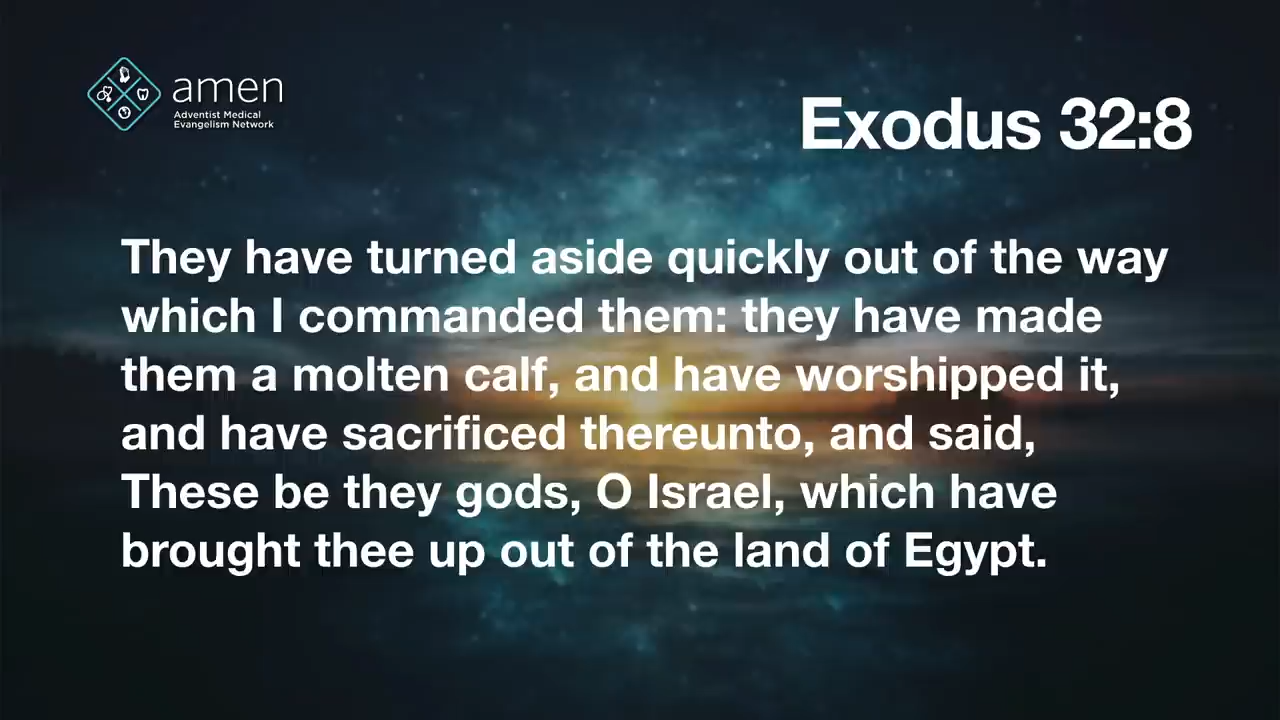 amen
Adventist Medical
Evangelism Network
Exodus 32:8
They have turned aside quickly out of the way
which I commanded them: they have made
them a molten calf, and have worshipped it,
and have sacrificed thereunto, and said,
These be they gods, O Israel, which have
brought thee up out of the land of Egypt.